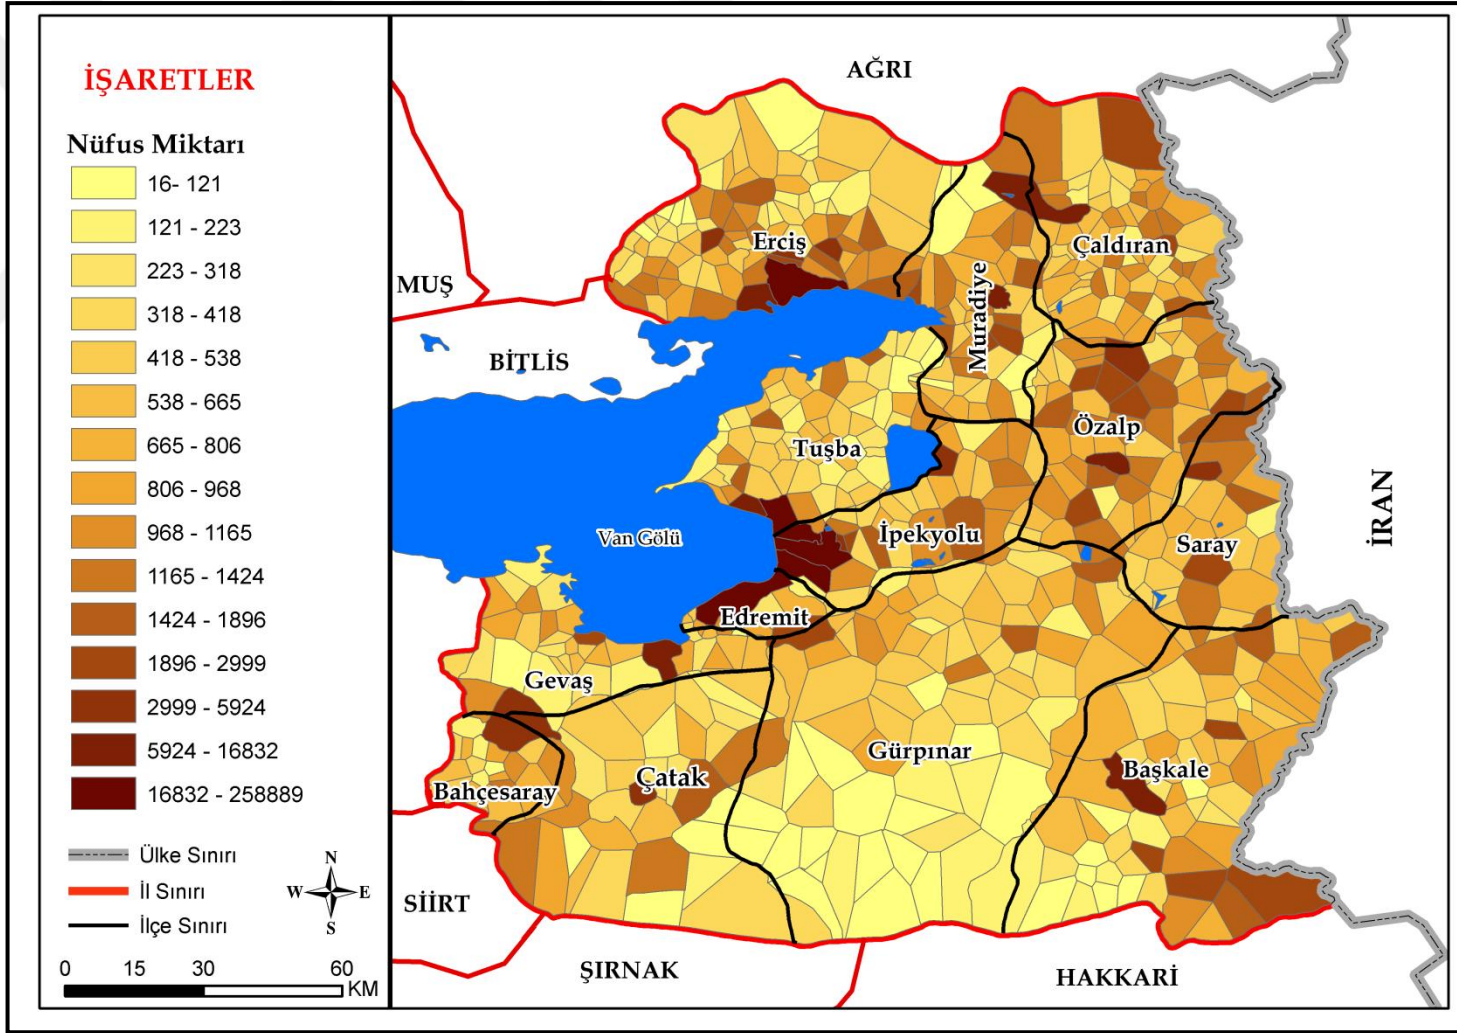 İŞARETLER
Nüfus Miktarı
16- 121
121 - 223
223 - 318
318 - 418
418 - 538
538 - 665
665 - 806
806 - 968
968 - 1165
1165 - 1424
1424 - 1896
1896 - 2999
2999 - 5924
5924 - 16832
16832 - 258889
Ülke Sınırı
İl Sınırı
İlçe Sınırı
N
W E
S
0 15 30 60
KM
AĞRI
MUŞ
BİTLİS
SİİRT
ŞIRNAK
HAKKARİ
İRAN
Erciş
Çaldıran
Muradiye
Özalp
Tuşba
Van Gölü
İpekyolu
Saray
Edremit
Gevaş
Gürpınar
Çatak
Bahçesaray
Başkale